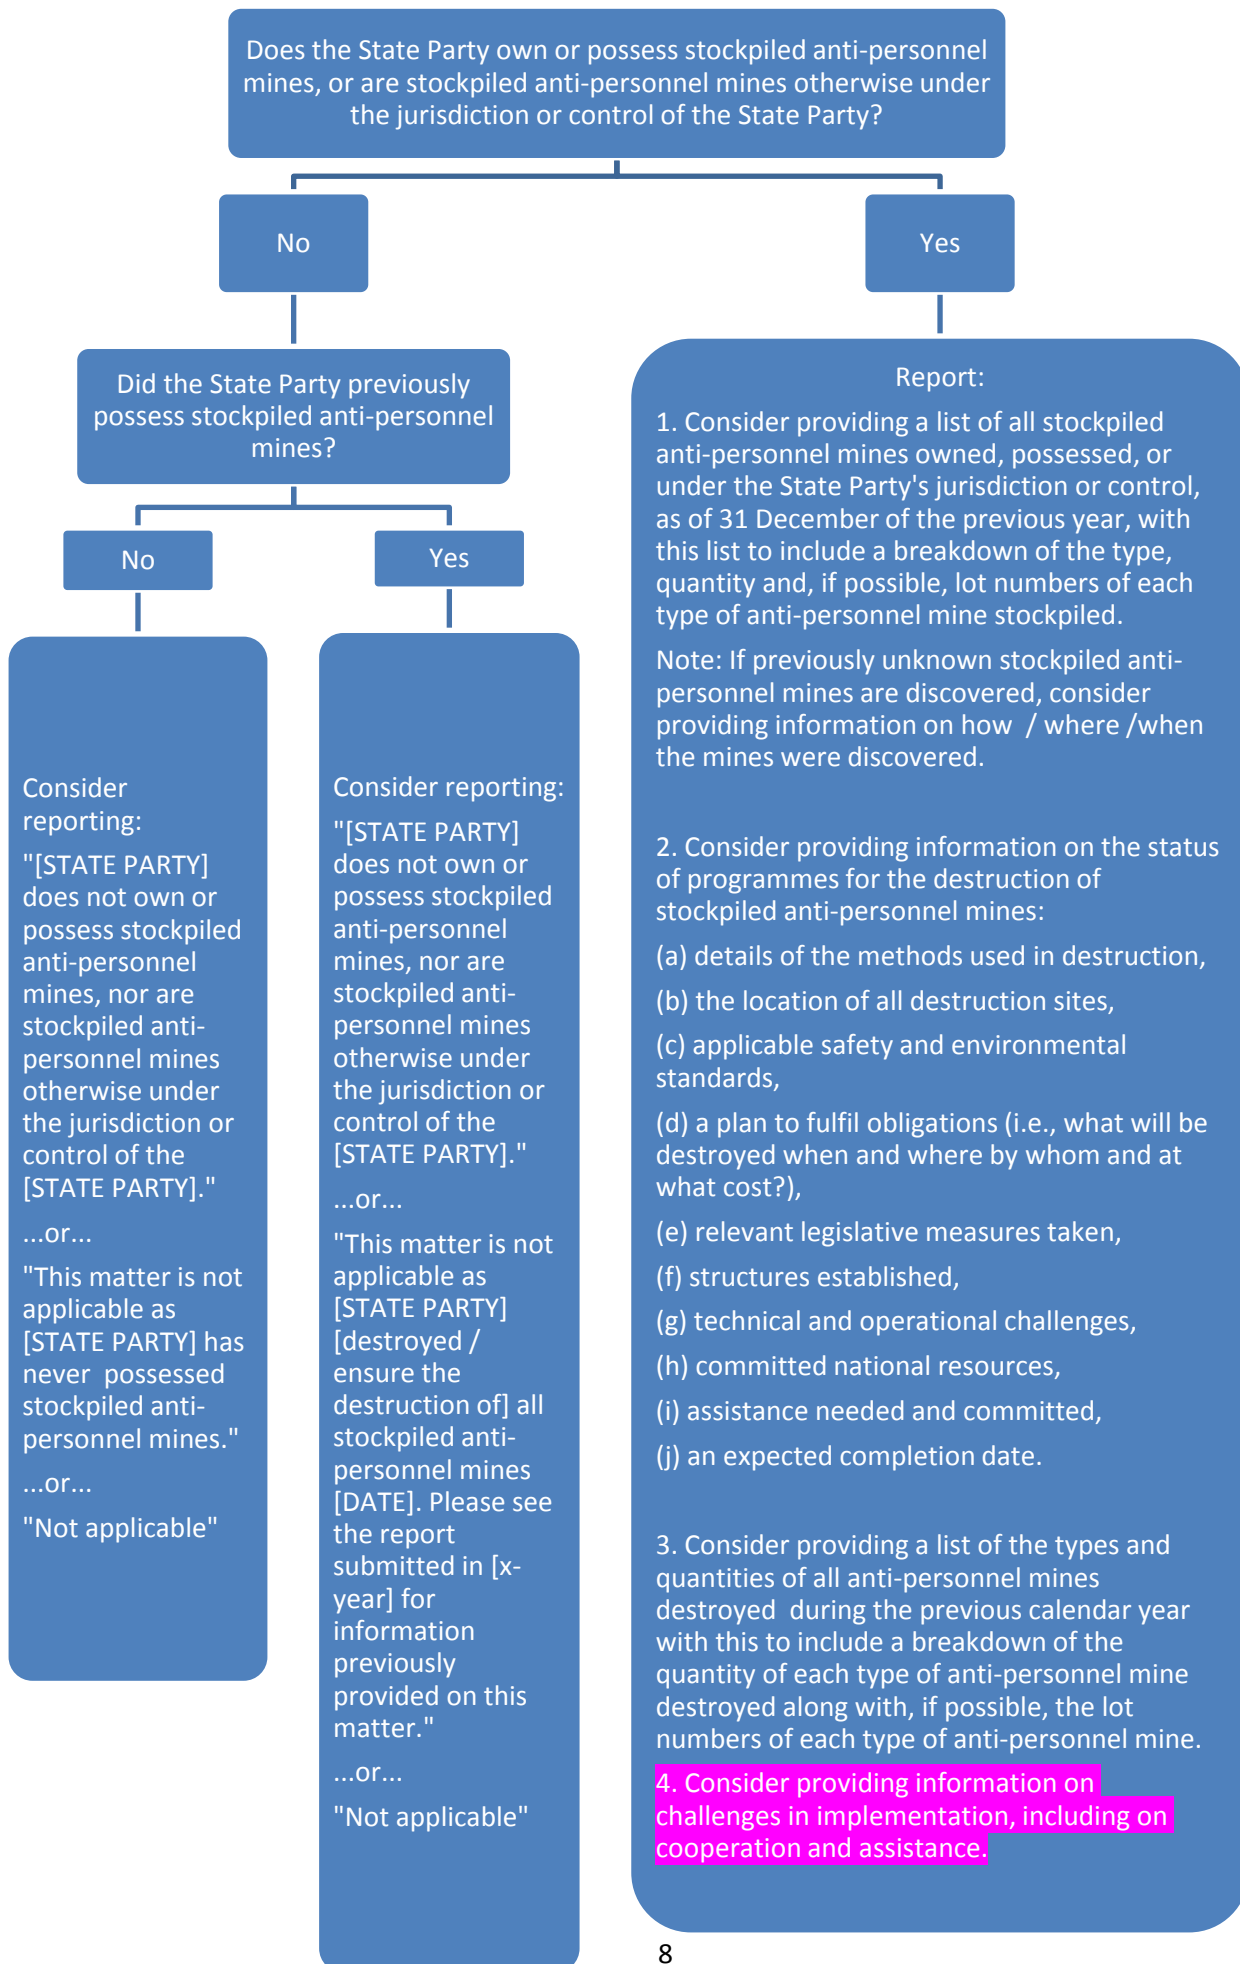 Does the State Party own or possess stockpiled anti-personnel
mines, or are stockpiled anti-personnel mines otherwise under
the jurisdiction or control of the State Party?
No
Yes
Did the State Party previously
possess stockpiled anti-personnel
mines?
No
Yes
Consider
reporting:
"[STATE PARTY]
does not own or
possess stockpiled
anti-personnel
mines, nor are
stockpiled anti-
personnel mines
otherwise under
the jurisdiction or
control of the
[STATE PARTY]."
...or...
"This matter is not
applicable as
[STATE PARTY] has
never  possessed
stockpiled anti-
personnel mines."
...or...
"Not applicable"
Consider reporting:
"[STATE PARTY]
does not own or
possess stockpiled
anti-personnel
mines, nor are
stockpiled anti-
personnel mines
otherwise under
the jurisdiction or
control of the
[STATE PARTY]."
...or...
"This matter is not
applicable as
[STATE PARTY]
[destroyed /
ensure the
destruction of] all
stockpiled anti-
personnel mines
[DATE]. Please see
the report
submitted in [x-
year] for
information
previously
provided on this
matter."
...or...
"Not applicable"
Report:
1. Consider providing a list of all stockpiled
anti-personnel mines owned, possessed, or
under the State Party's jurisdiction or control,
as of 31 December of the previous year, with
this list to include a breakdown of the type,
quantity and, if possible, lot numbers of each
type of anti-personnel mine stockpiled.
Note: If previously unknown stockpiled anti-
personnel mines are discovered, consider
providing information on how  / where /when
the mines were discovered.
2. Consider providing information on the status
of programmes for the destruction of
stockpiled anti-personnel mines:
(a) details of the methods used in destruction,
(b) the location of all destruction sites,
(c) applicable safety and environmental
standards,
(d) a plan to fulfil obligations (i.e., what will be
destroyed when and where by whom and at
what cost?),
(e) relevant legislative measures taken,
(f) structures established,
(g) technical and operational challenges,
(h) committed national resources,
(i) assistance needed and committed,
(j) an expected completion date.
3. Consider providing a list of the types and
quantities of all anti-personnel mines
destroyed  during the previous calendar year
with this to include a breakdown of the
quantity of each type of anti-personnel mine
destroyed along with, if possible, the lot
numbers of each type of anti-personnel mine.
4. Consider providing information on
challenges in implementation, including on
cooperation and assistance.
8